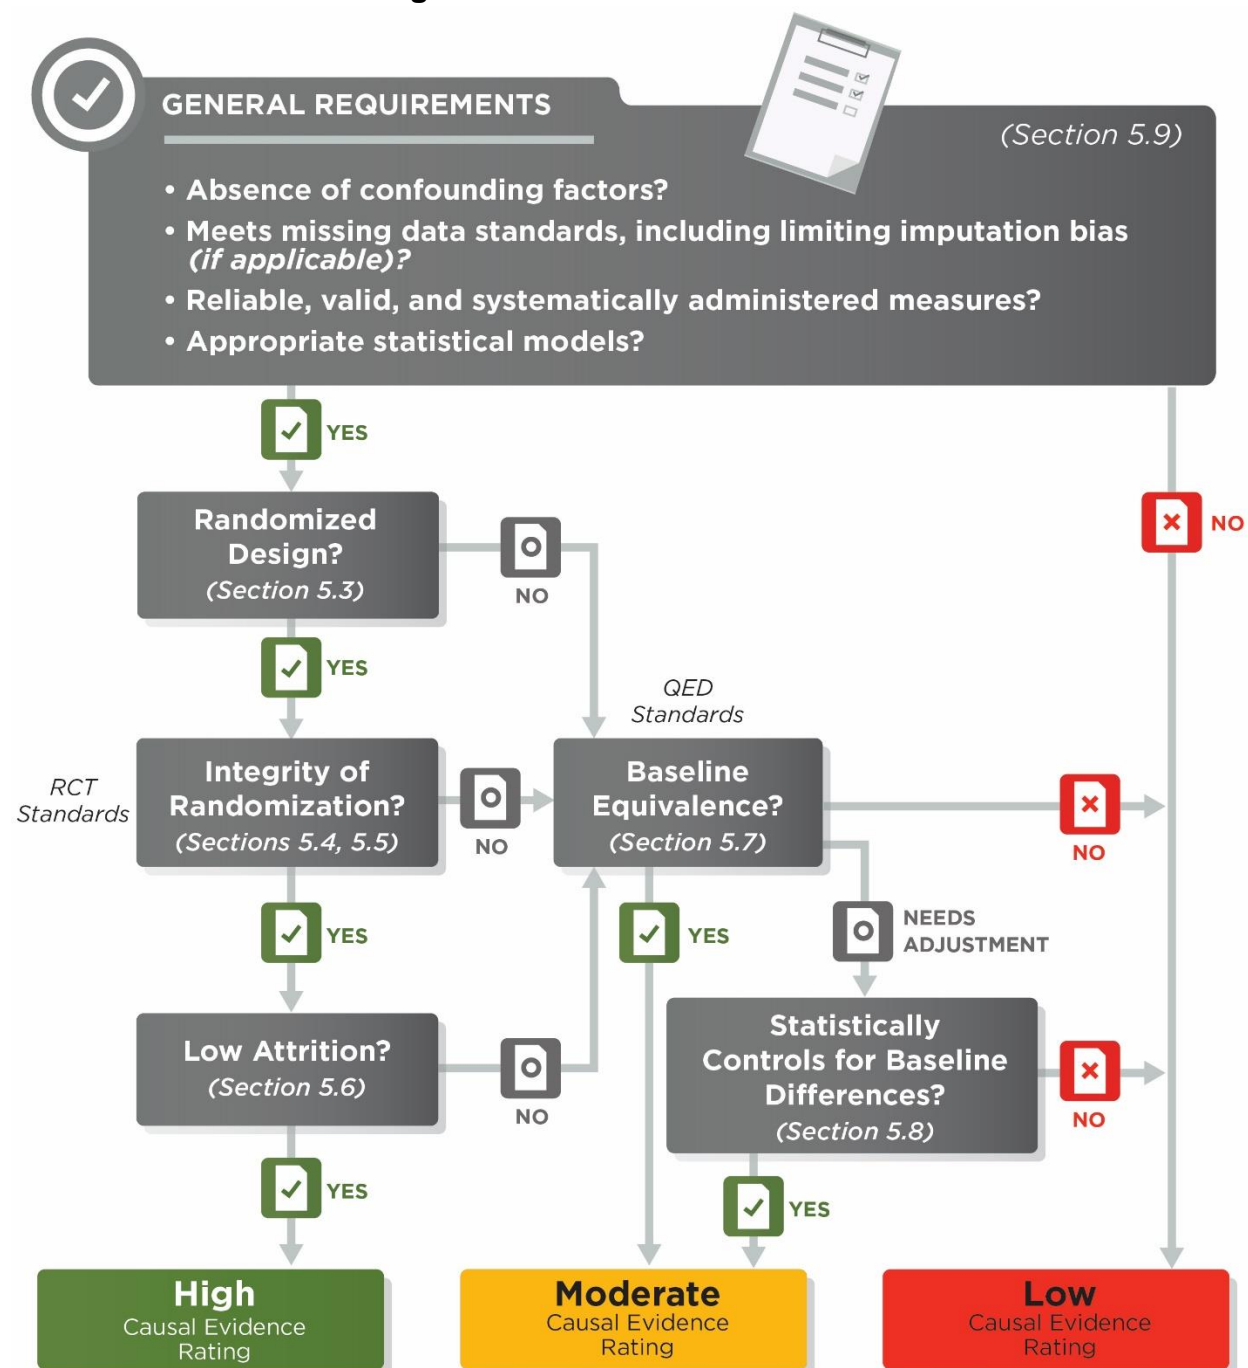 GENERAL REQUIREMENTS
(Section 5.9)
• Absence of confounding factors?
• Meets missing data standards, including limiting imputation bias
(if applicable)?
• Reliable, valid, and systematically administered measures?
• Appropriate statistical models?
YES
NO
Randomized
Design?
(Section 5.3)
NO
YES
QED
Standards
RCT
Standards
Integrity of
Randomization?
(Sections 5.4, 5.5)
NO
Baseline
Equivalence?
(Section 5.7)
NO
YES
YES
NEEDS
ADJUSTMENT
Low Attrition?
(Section 5.6)
NO
Statistically
Controls for Baseline
Differences?
(Section 5.8)
NO
YES
YES
High
Causal Evidence
Rating
Moderate
Causal Evidence
Rating
Low
Causal Evidence
Rating